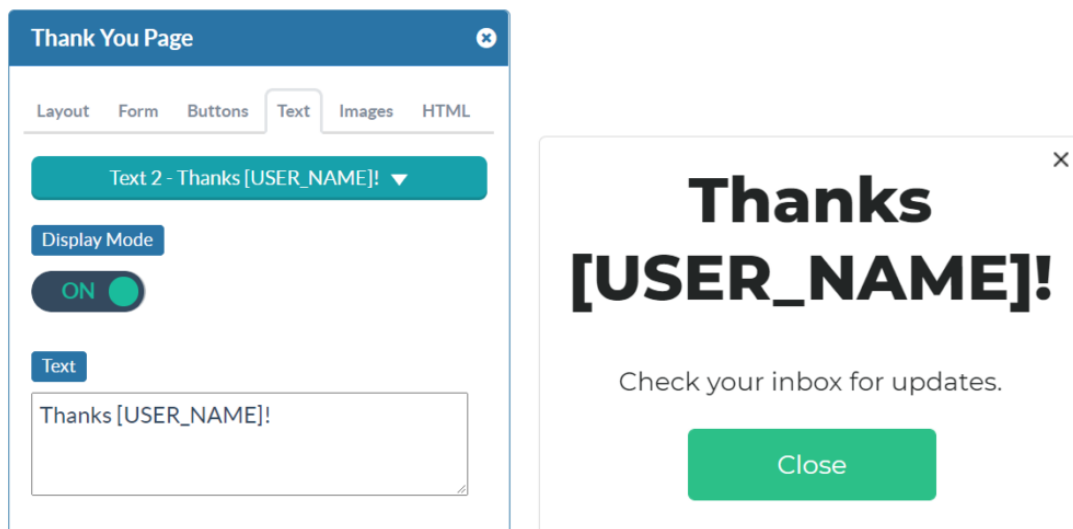 Thank You Page
Layout Form Buttons Text Images HTML
Text 2 - Thanks [USER_NAME]!
Display Mode
ON
Text
Thanks [USER_NAME]!
Thanks
[USER_NAME]!
Check your inbox for updates.
Close